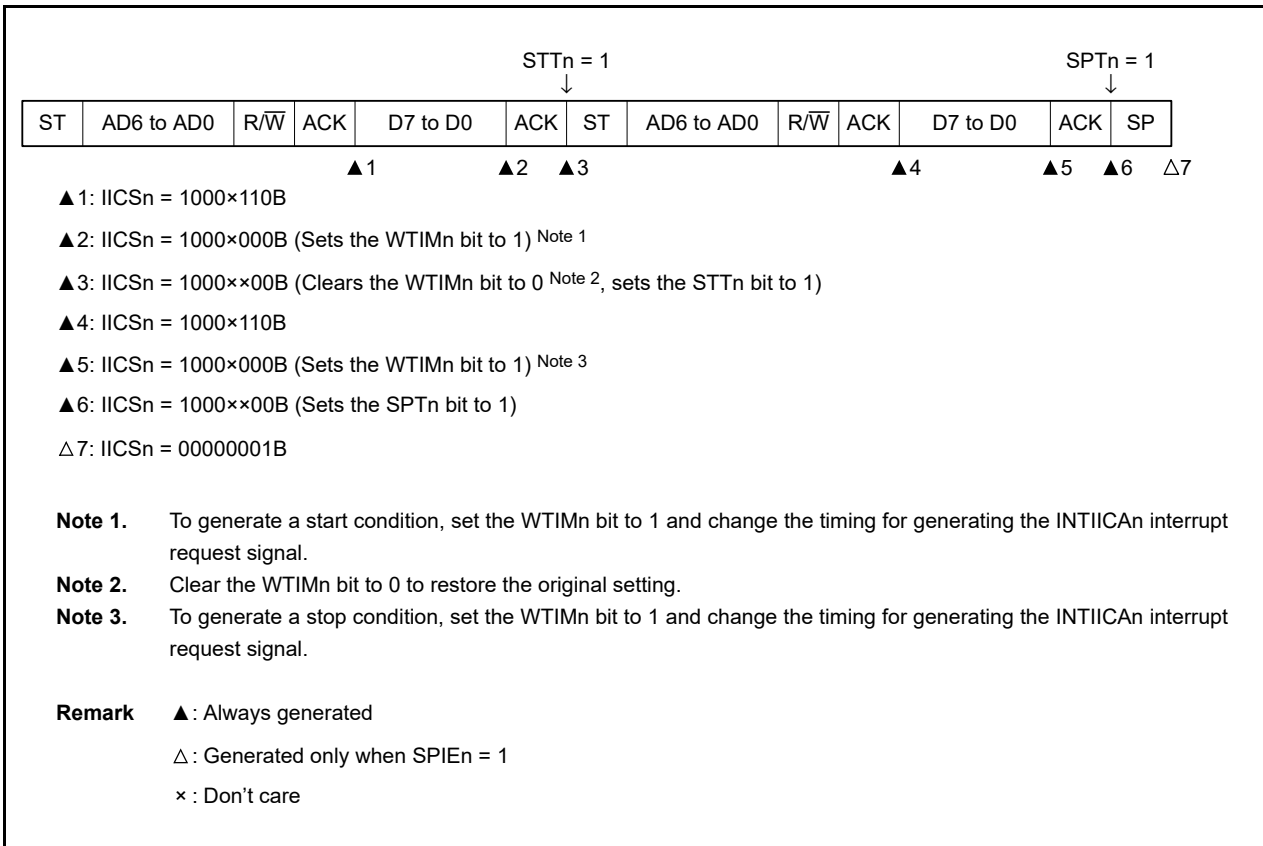 STTn = 1 SPTn = 1
↓ ↓
ST AD6 to AD0 R/W̅ ACK D7 to D0 ACK ST AD6 to AD0 R/W̅ ACK D7 to D0 ACK SP
▲1 ▲2 ▲3 ▲4 ▲5 ▲6 △7
▲1: IICSn = 1000×110B
▲2: IICSn = 1000×000B (Sets the WTIMn bit to 1) Note 1
▲3: IICSn = 1000××00B (Clears the WTIMn bit to 0 Note 2, sets the STTn bit to 1)
▲4: IICSn = 1000×110B
▲5: IICSn = 1000×000B (Sets the WTIMn bit to 1) Note 3
▲6: IICSn = 1000××00B (Sets the SPTn bit to 1)
△7: IICSn = 00000001B
Note 1. To generate a start condition, set the WTIMn bit to 1 and change the timing for generating the INTIICAn interrupt
request signal.
Note 2. Clear the WTIMn bit to 0 to restore the original setting.
Note 3. To generate a stop condition, set the WTIMn bit to 1 and change the timing for generating the INTIICAn interrupt
request signal.
Remark ▲: Always generated
△: Generated only when SPIEn = 1
×: Don't care